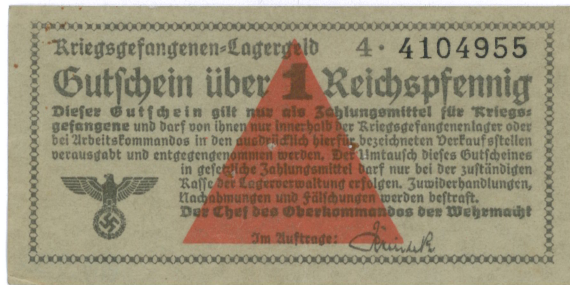 Kriegsgefangenen-Lagergeld 4 · 4104955
Gutschein über 1 Reichspfennig
Dieser Gutschein gilt nur als Zahlungsmittel für Kriegs-
gefangene und darf von ihnen nur innerhalb der Kriegsgefangenenlager oder
bei Arbeitskommandos in den ausdrücklich hierfür bezeichneten Verkaufsstellen
verausgabt und entgegengenommen werden. Der Umtausch dieses Gutscheines
in gesetzliche Zahlungsmittel darf nur bei der zuständigen
Kasse der Lagerverwaltung erfolgen. Zuwiderhandlungen,
Nachahmungen und Fälschungen werden bestraft.
Der Chef des Oberkommandos der Wehrmacht
Im Auftrage: